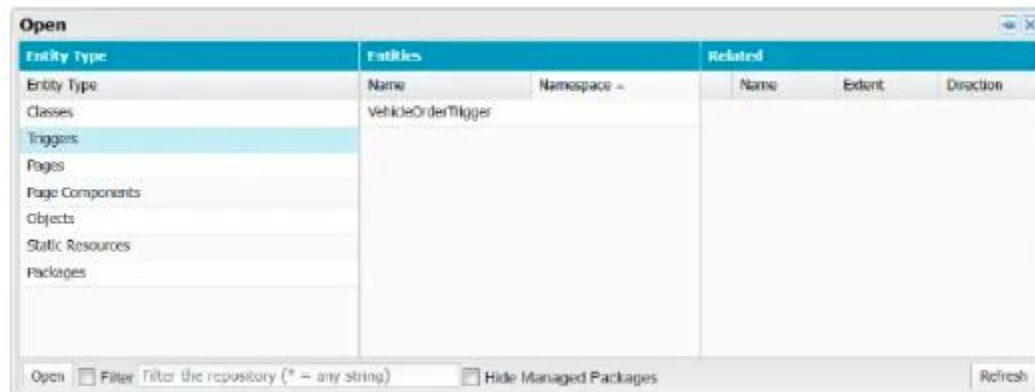 Open
Entity Type Entities Related
Entity Type Name Namespace Name Extent Direction
Classes VehicleOrderTrigger
Triggers
Pages
Page Components
Objects
Static Resources
Packages
Open Filter Filter the repository (* = any string) Hide Managed Packages Refresh